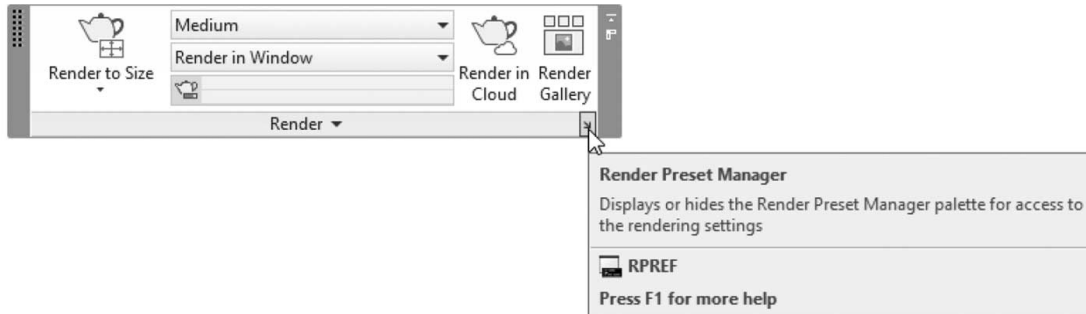 Medium
Render in Window
Render to Size
Render in
Cloud
Render
Gallery
Render
Render Preset Manager
Displays or hides the Render Preset Manager palette for access to
the rendering settings
RPREF
Press F1 for more help